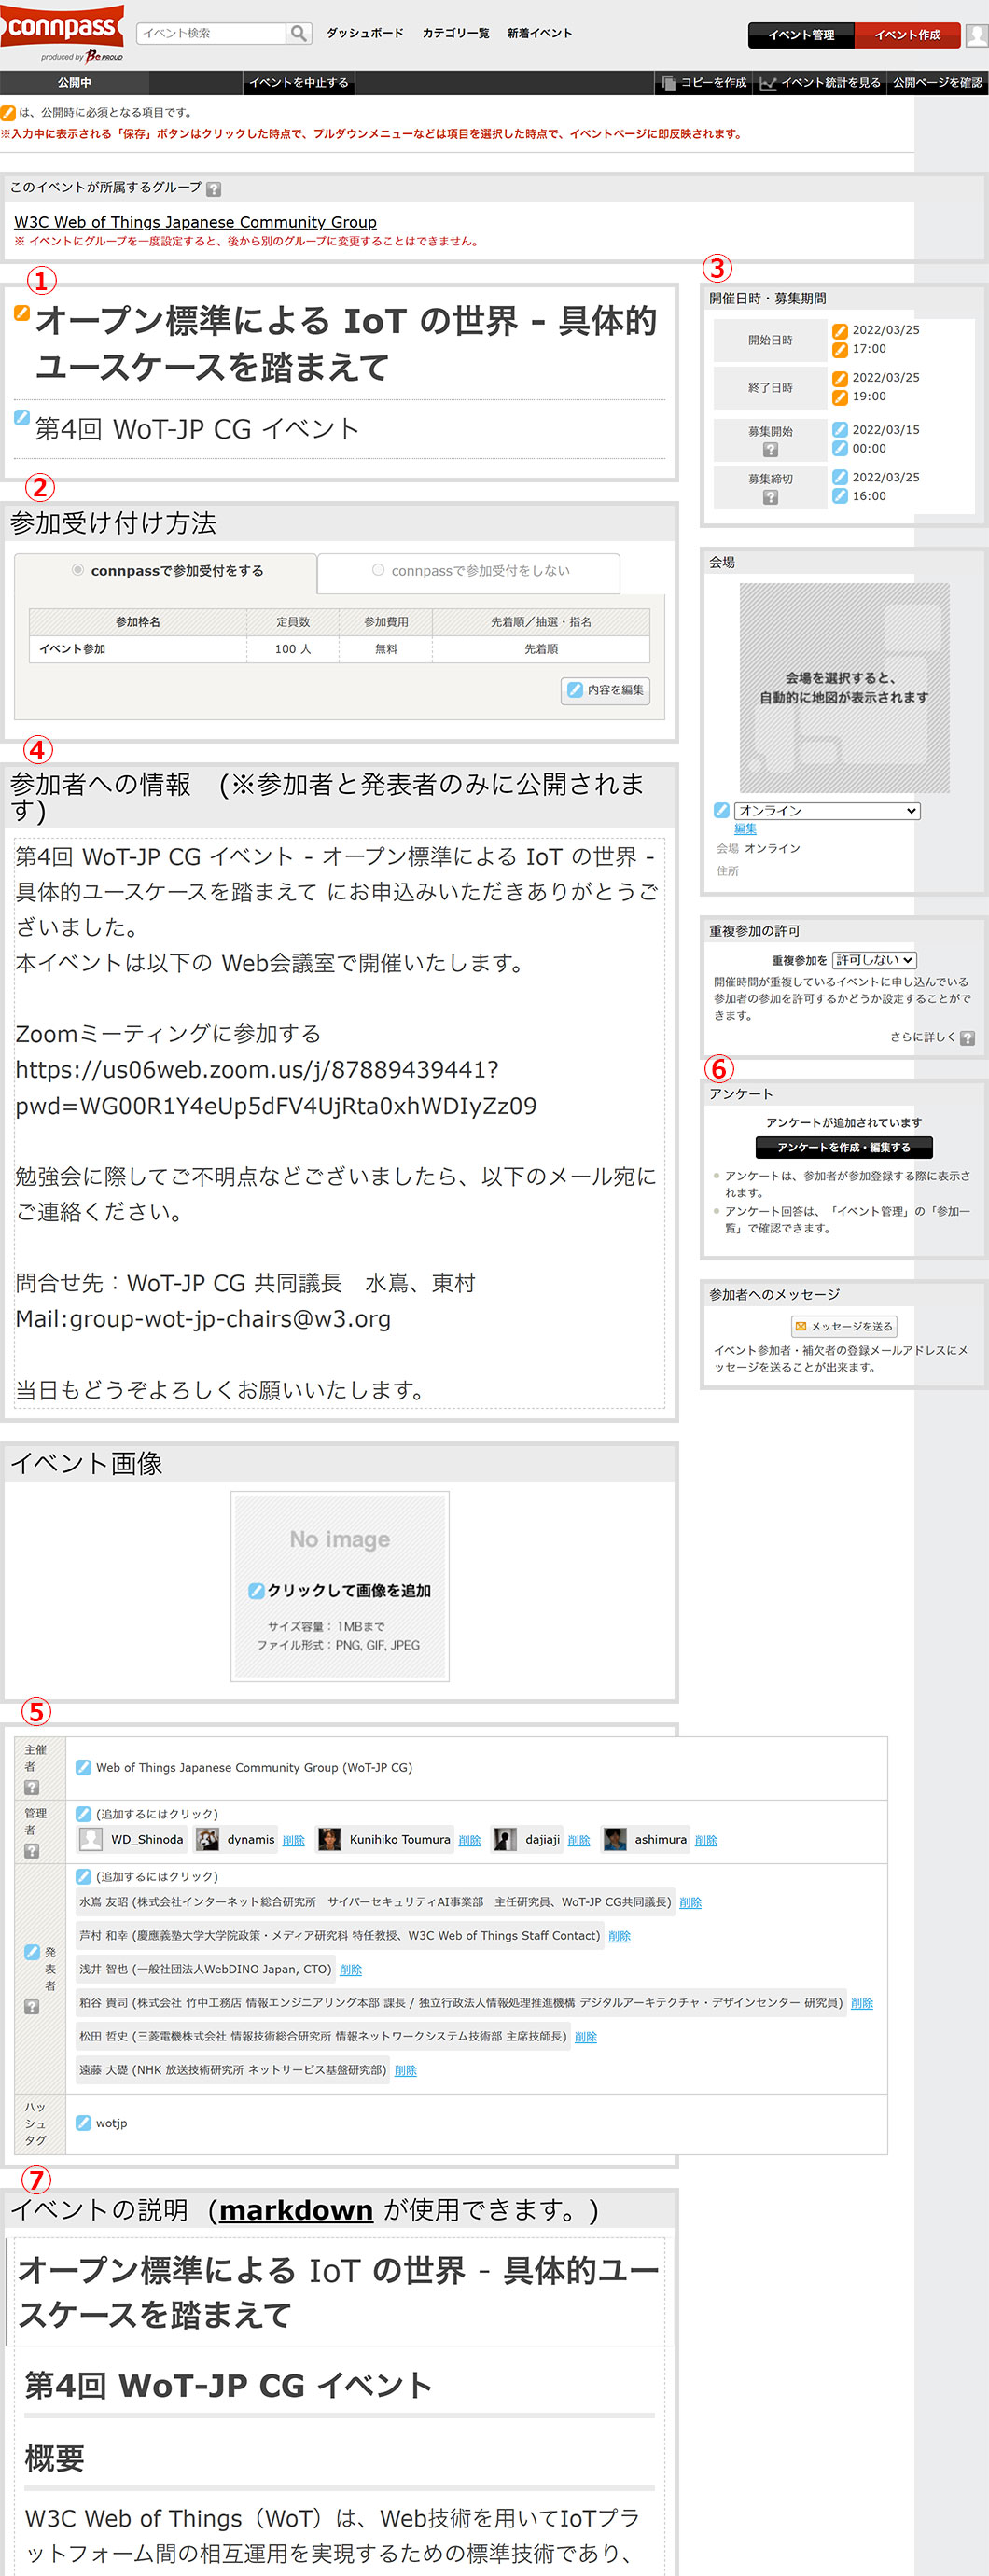 connpass
produced by BePROUD
イベント検索
ダッシュボード
カテゴリ一覧
新着イベント
イベント管理
イベント作成
公開中
イベントを中止する
コピーを作成
イベント統計を見る
公開ページを確認
は、公開時に必須となる項目です。
※入力中に表示される「保存」ボタンはクリックした時点で、プルダウンメニューなどは項目を選択した時点で、イベントページに即反映されます。
このイベントが所属するグループ ?
W3C Web of Things Japanese Community Group
※ イベントにグループを一度設定すると、後から別のグループに変更することはできません。
①
オープン標準による IoT の世界 - 具体的
ユースケースを踏まえて
第4回 WoT-JP CG イベント
②
参加受け付け方法
connpassで参加受付をする
connpassで参加受付をしない
参加枠名 定員数 参加費用 先着順／抽選・指名
イベント参加 100 人 無料 先着順
内容を編集
③
開催日時・募集期間
開始日時 2022/03/25
17:00
終了日時 2022/03/25
19:00
募集開始 2022/03/15
? 00:00
募集締切 2022/03/25
? 16:00
会場
会場を選択すると、
自動的に地図が表示されます
オンライン
編集
会場 オンライン
住所
重複参加の許可
重複参加を 許可しない
開催時間が重複しているイベントに申し込んでいる
参加者の参加を許可するかどうか設定することがで
きます。
さらに詳しく ?
④
参加者への情報　(※参加者と発表者のみに公開されま
す)
第4回 WoT-JP CG イベント - オープン標準による IoT の世界 -
具体的ユースケースを踏まえて にお申込みいただきありがとうご
ざいました。
本イベントは以下の Web会議室で開催いたします。
Zoomミーティングに参加する
https://us06web.zoom.us/j/87889439441?
pwd=WG00R1Y4eUp5dFV4UjRta0xhWDIyZz09
勉強会に際してご不明点などございましたら、以下のメール宛に
ご連絡ください。
問合せ先：WoT-JP CG 共同議長　水嶌、東村
Mail:group-wot-jp-chairs@w3.org
当日もどうぞよろしくお願いいたします。
⑥
アンケート
アンケートが追加されています
アンケートを作成・編集する
アンケートは、参加者が参加登録する際に表示さ
れます。
アンケート回答は、「イベント管理」の「参加一
覧」で確認できます。
参加者へのメッセージ
メッセージを送る
イベント参加者・補欠者の登録メールアドレスにメ
ッセージを送ることが出来ます。
イベント画像
No image
クリックして画像を追加
サイズ容量： 1MBまで
ファイル形式：PNG, GIF, JPEG
⑤
主催
者
?
Web of Things Japanese Community Group (WoT-JP CG)
管理
者
?
(追加するにはクリック)
WD_Shinoda dynamis 削除 Kunihiko Toumura 削除 dajiaji 削除 ashimura 削除
発
表
者
?
(追加するにはクリック)
水嶌 友昭 (株式会社インターネット総合研究所　サイバーセキュリティAI事業部　主任研究員、WoT-JP CG共同議長) 削除
芦村 和幸 (慶應義塾大学大学院政策・メディア研究科 特任教授、W3C Web of Things Staff Contact) 削除
浅井 智也 (一般社団法人WebDINO Japan, CTO) 削除
粕谷 貴司 (株式会社 竹中工務店 情報エンジニアリング本部 課長 / 独立行政法人情報処理推進機構 デジタルアーキテクチャ・デザインセンター 研究員) 削除
松田 哲史 (三菱電機株式会社 情報技術総合研究所 情報ネットワークシステム技術部 主席技師長) 削除
遠藤 大礎 (NHK 放送技術研究所 ネットサービス基盤研究部) 削除
ハッ
シュ
タグ
wotjp
⑦
イベントの説明 (markdown が使用できます。)
オープン標準による IoT の世界 - 具体的ユー
スケースを踏まえて
第4回 WoT-JP CG イベント
概要
W3C Web of Things（WoT）は、Web技術を用いてIoTプラ
ットフォーム間の相互運用を実現するための標準技術であり、